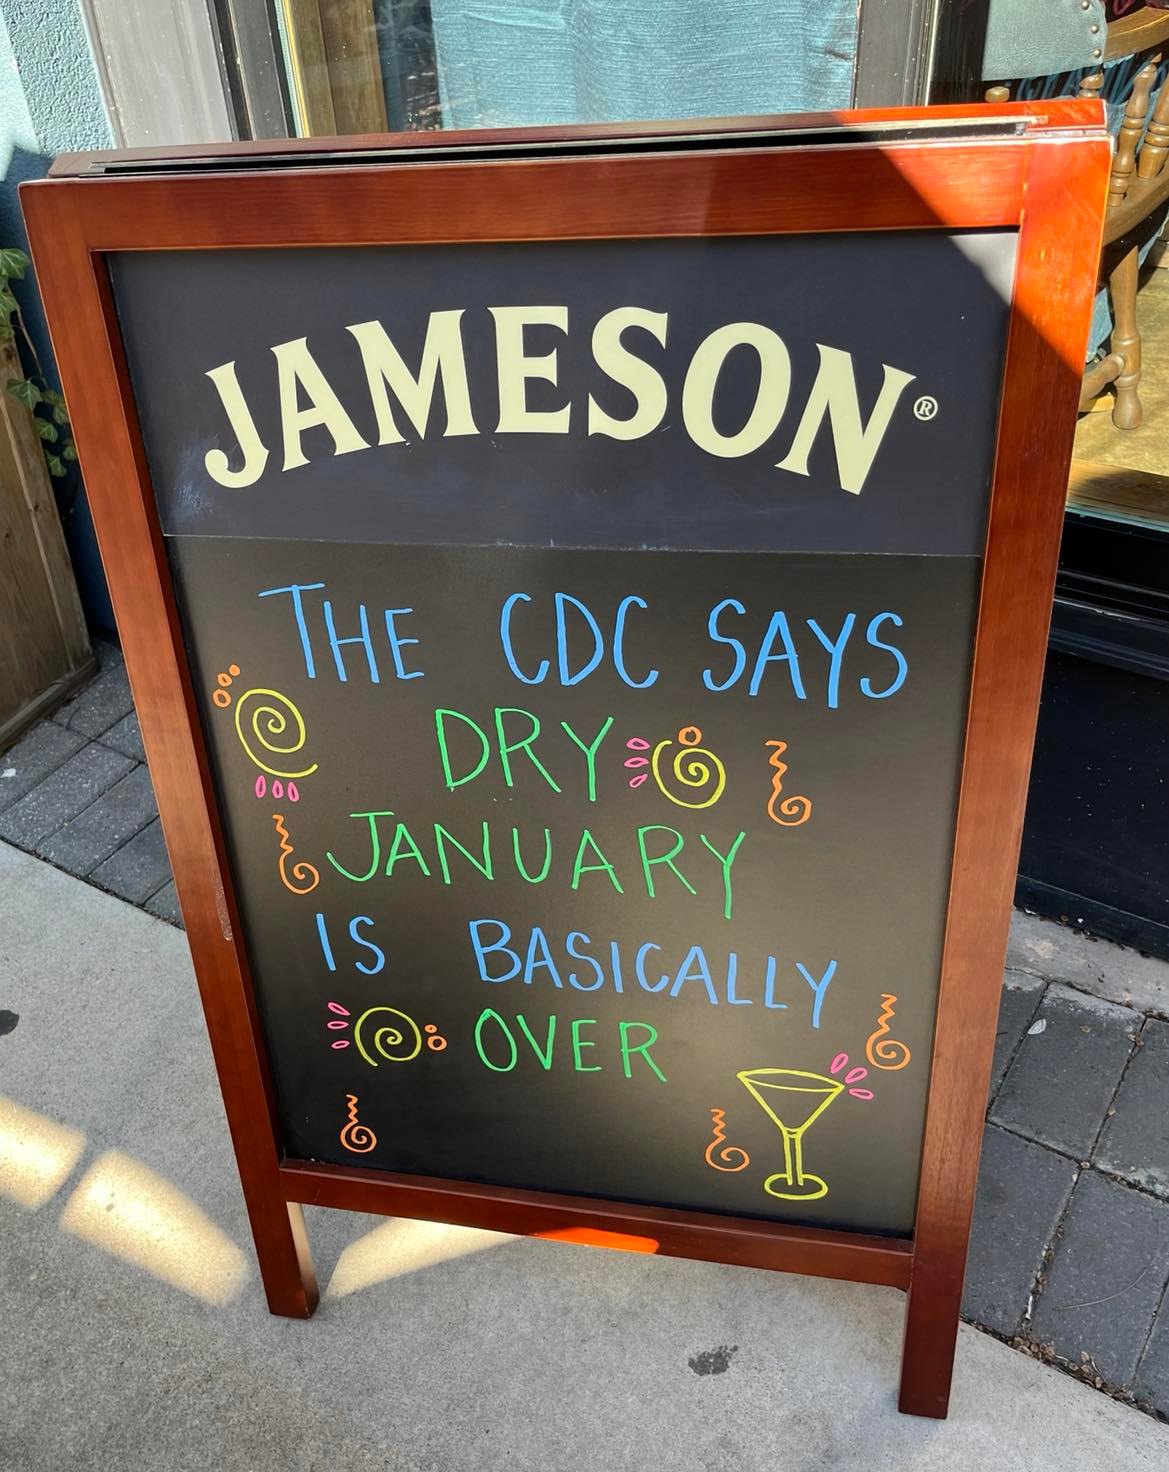 JAMESON®
THE CDC SAYS
DRY
JANUARY
IS BASICALLY
OVER